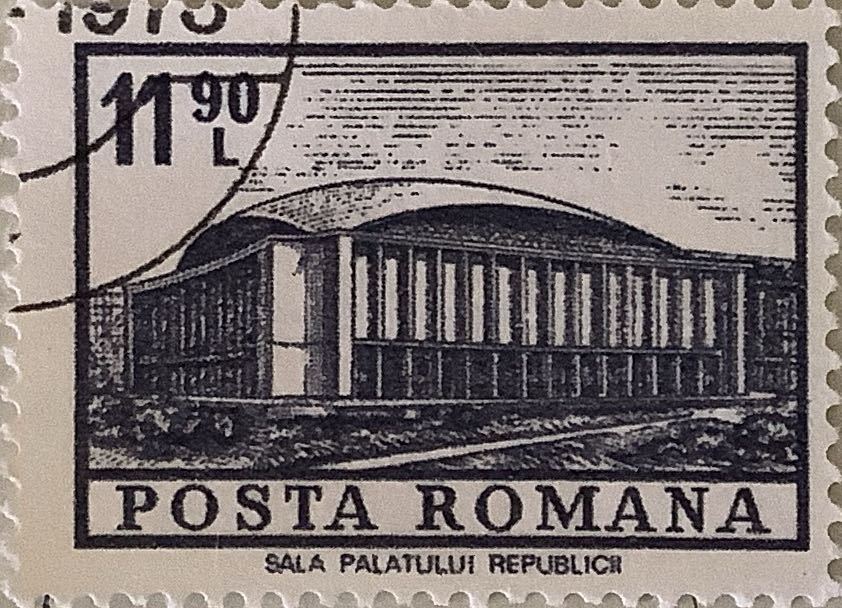 11 90
L
POSTA ROMANA
SALA PALATULUI REPUBLICII